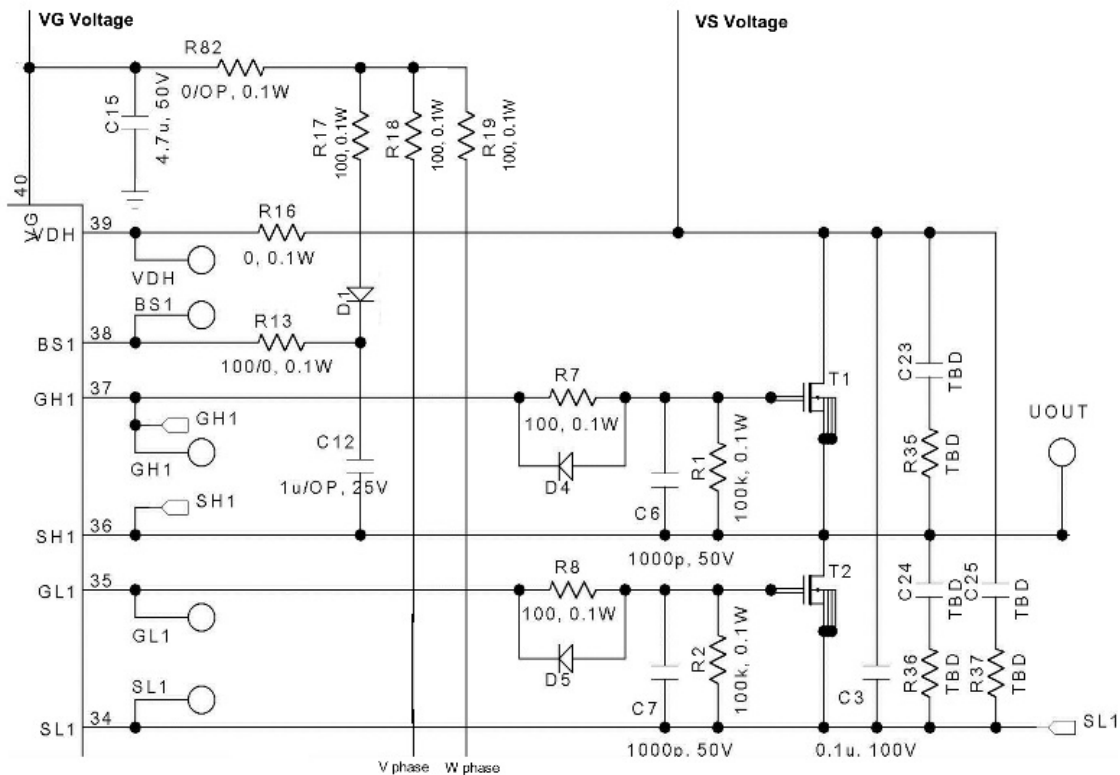 VG Voltage
VS Voltage
R82
0/OP, 0.1W
C15
4.7u, 50V
R17
100, 0.1W
R18
100, 0.1W
R19
100, 0.1W
40
VG
39
VDH
R16
0, 0.1W
VDH
BS1
D1
38
BS1
R13
100/0, 0.1W
37
GH1
GH1
GH1
R7
100, 0.1W
D4
T1
C23
TBD
R35
TBD
UOUT
C12
1u/OP, 25V
C6
1000p, 50V
R1
100k, 0.1W
SH1
36
SH1
35
GL1
R8
100, 0.1W
D5
T2
C24
TBD
C25
TBD
GL1
R2
100k, 0.1W
R36
TBD
R37
TBD
SL1
C7
C3
34
SL1
SL1
1000p, 50V
0.1u, 100V
V phase
W phase